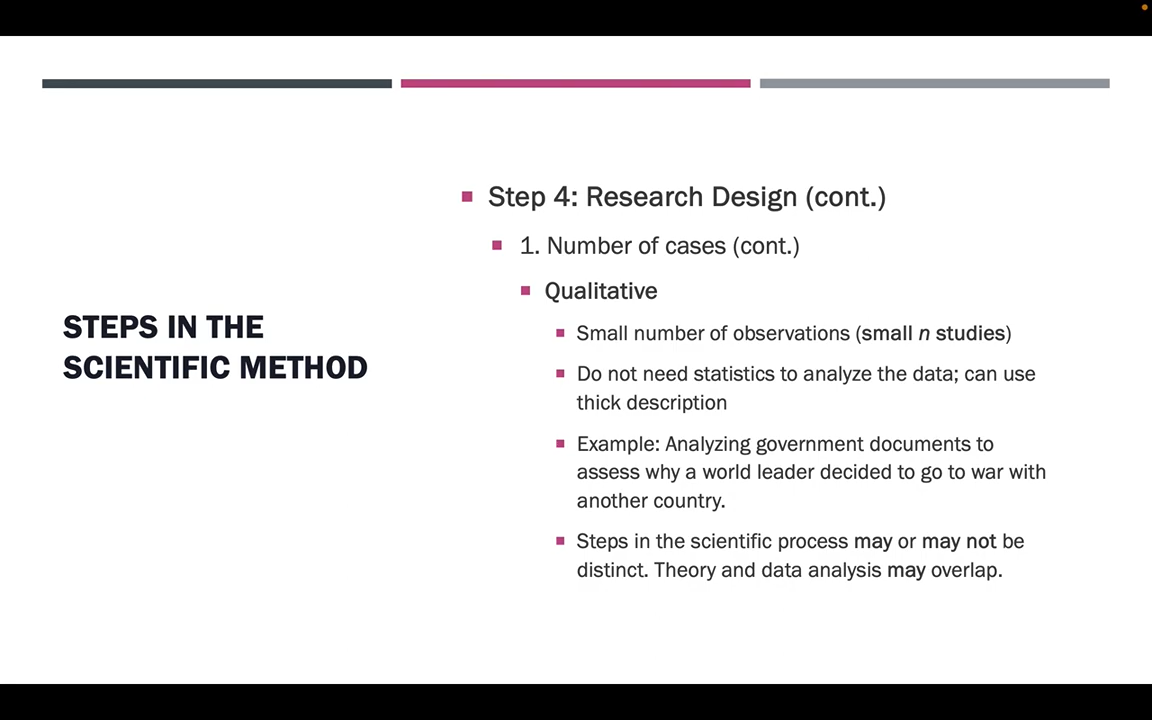 STEPS IN THE
SCIENTIFIC METHOD
Step 4: Research Design (cont.)
1. Number of cases (cont.)
Qualitative
Small number of observations (small n studies)
Do not need statistics to analyze the data; can use
thick description
Example: Analyzing government documents to
assess why a world leader decided to go to war with
another country.
Steps in the scientific process may or may not be
distinct. Theory and data analysis may overlap.